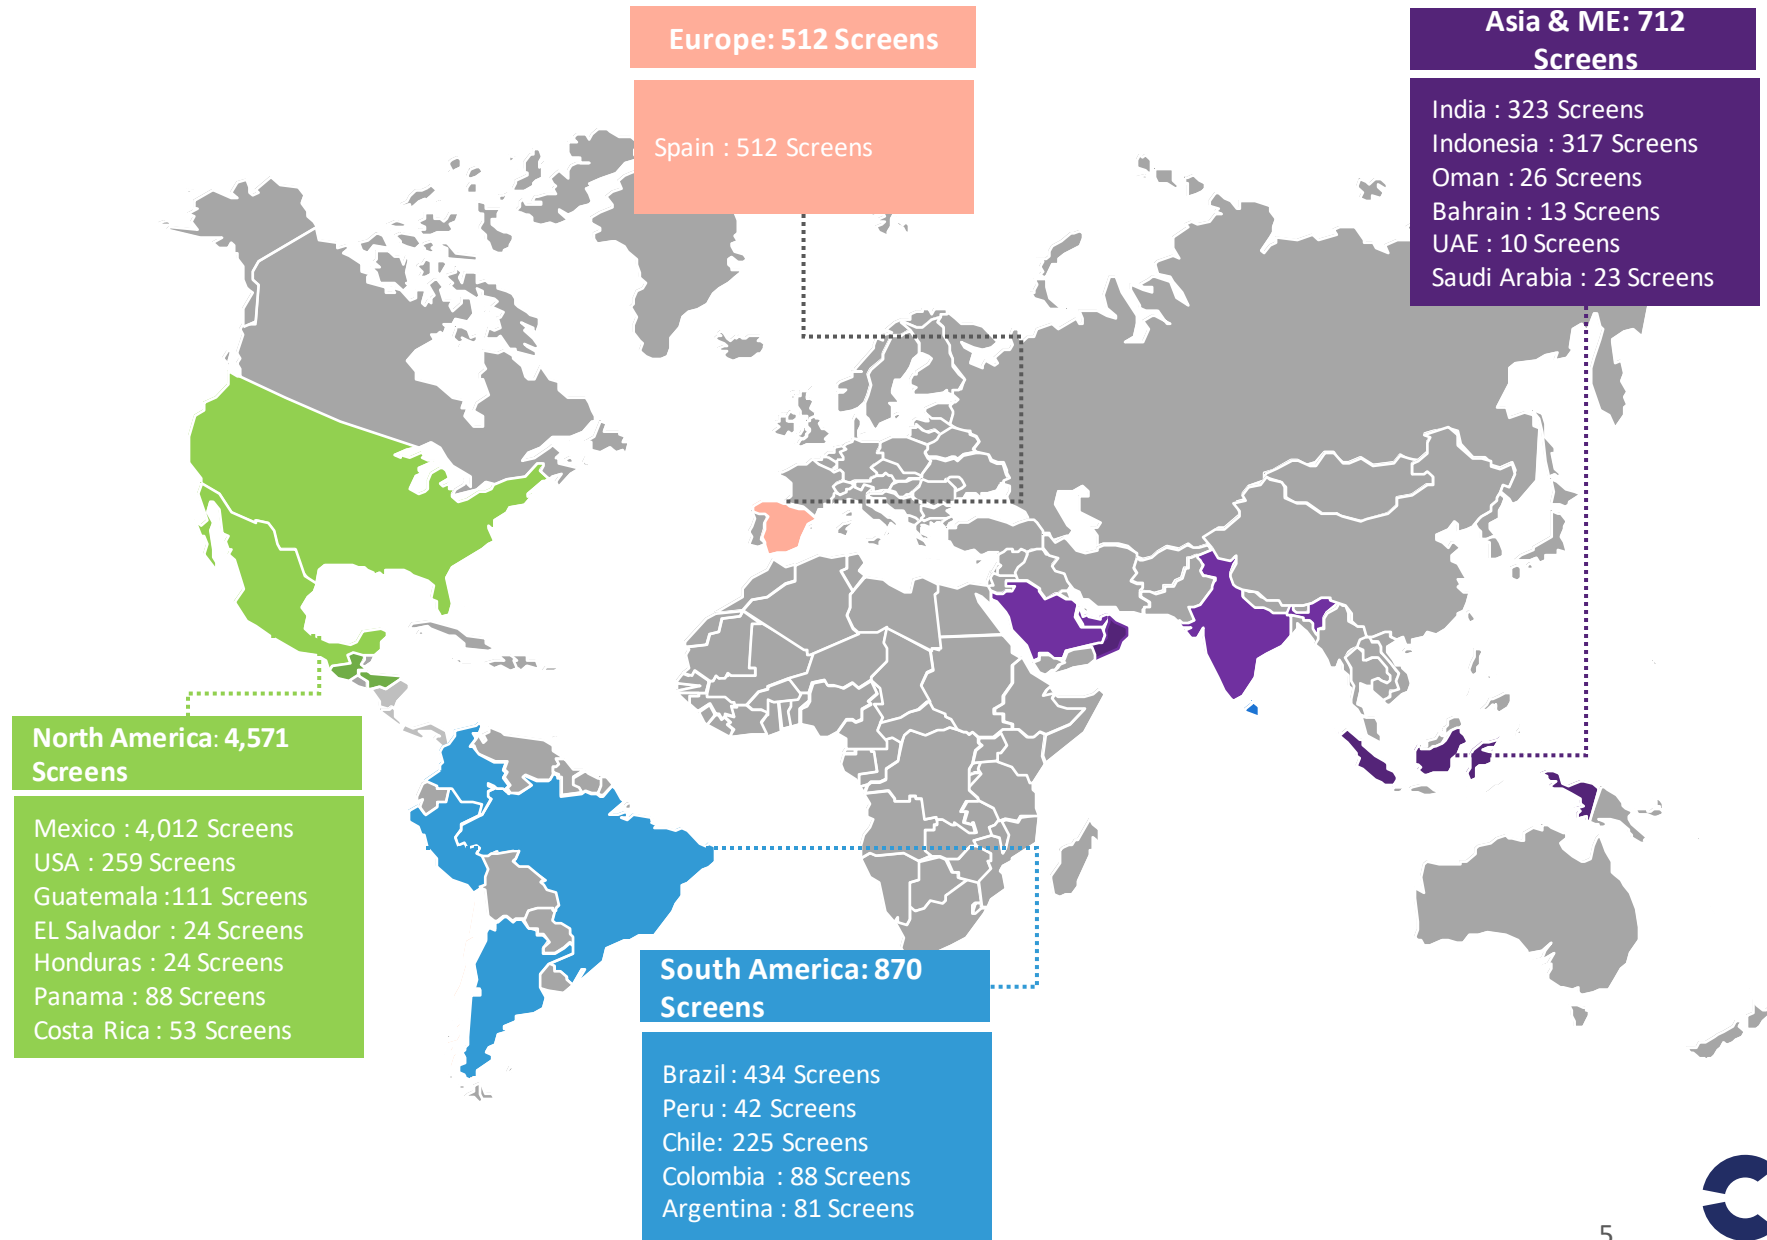 Europe: 512 Screens
Spain : 512 Screens
Asia & ME: 712
Screens
India : 323 Screens
Indonesia : 317 Screens
Oman : 26 Screens
Bahrain : 13 Screens
UAE : 10 Screens
Saudi Arabia : 23 Screens
North America: 4,571
Screens
Mexico : 4,012 Screens
USA : 259 Screens
Guatemala :111 Screens
EL Salvador : 24 Screens
Honduras : 24 Screens
Panama : 88 Screens
Costa Rica : 53 Screens
South America: 870
Screens
Brazil : 434 Screens
Peru : 42 Screens
Chile: 225 Screens
Colombia : 88 Screens
Argentina : 81 Screens
5